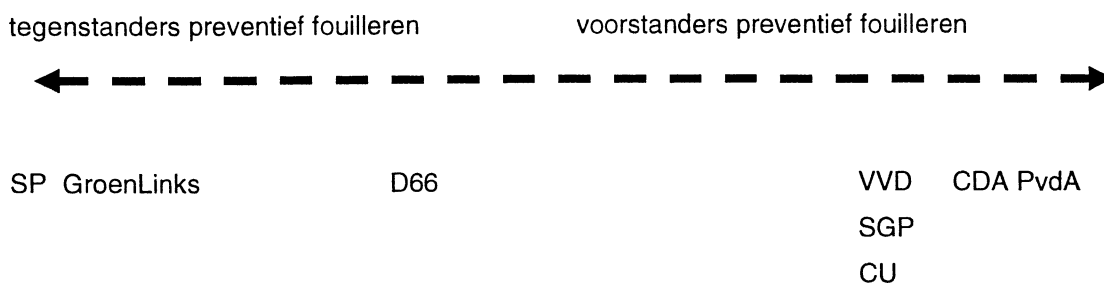 tegenstanders preventief fouilleren voorstanders preventief fouilleren
SP GroenLinks D66 VVD CDA PvdA
SGP
CU